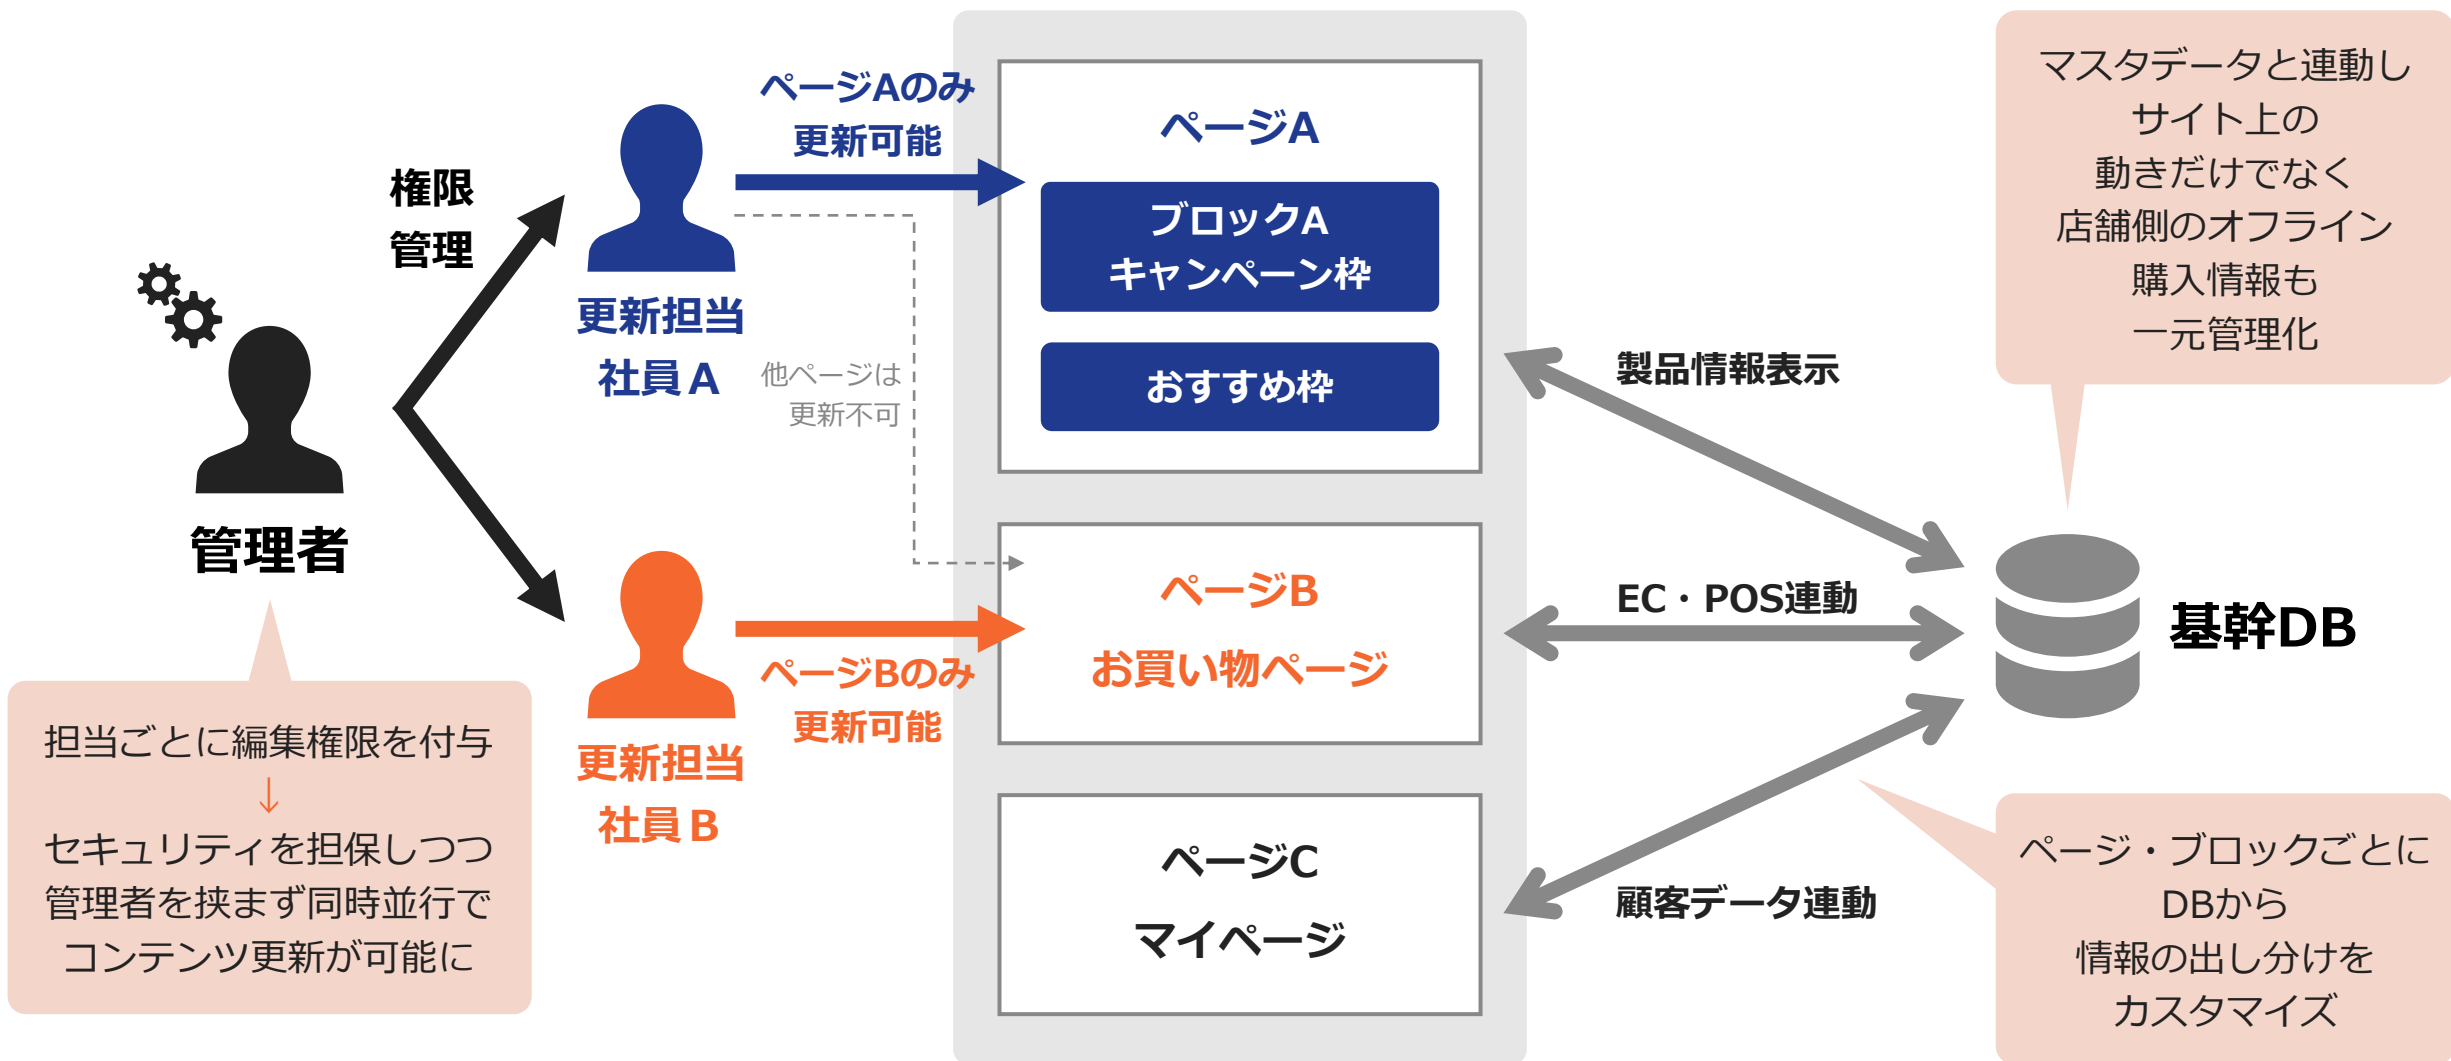 権限
管理
管理者
担当ごとに編集権限を付与
↓
セキュリティを担保しつつ
管理者を挟まず同時並行で
コンテンツ更新が可能に
更新担当
社員A
ページAのみ
更新可能
他ページは
更新不可
更新担当
社員B
ページBのみ
更新可能
ページA
ブロックA
キャンペーン枠
おすすめ枠
ページB
お買い物ページ
ページC
マイページ
製品情報表示
EC・POS連動
顧客データ連動
マスタデータと連動し
サイト上の
動きだけでなく
店舗側のオフライン
購入情報も
一元管理化
基幹DB
ページ・ブロックごとに
DBから
情報の出し分けを
カスタマイズ